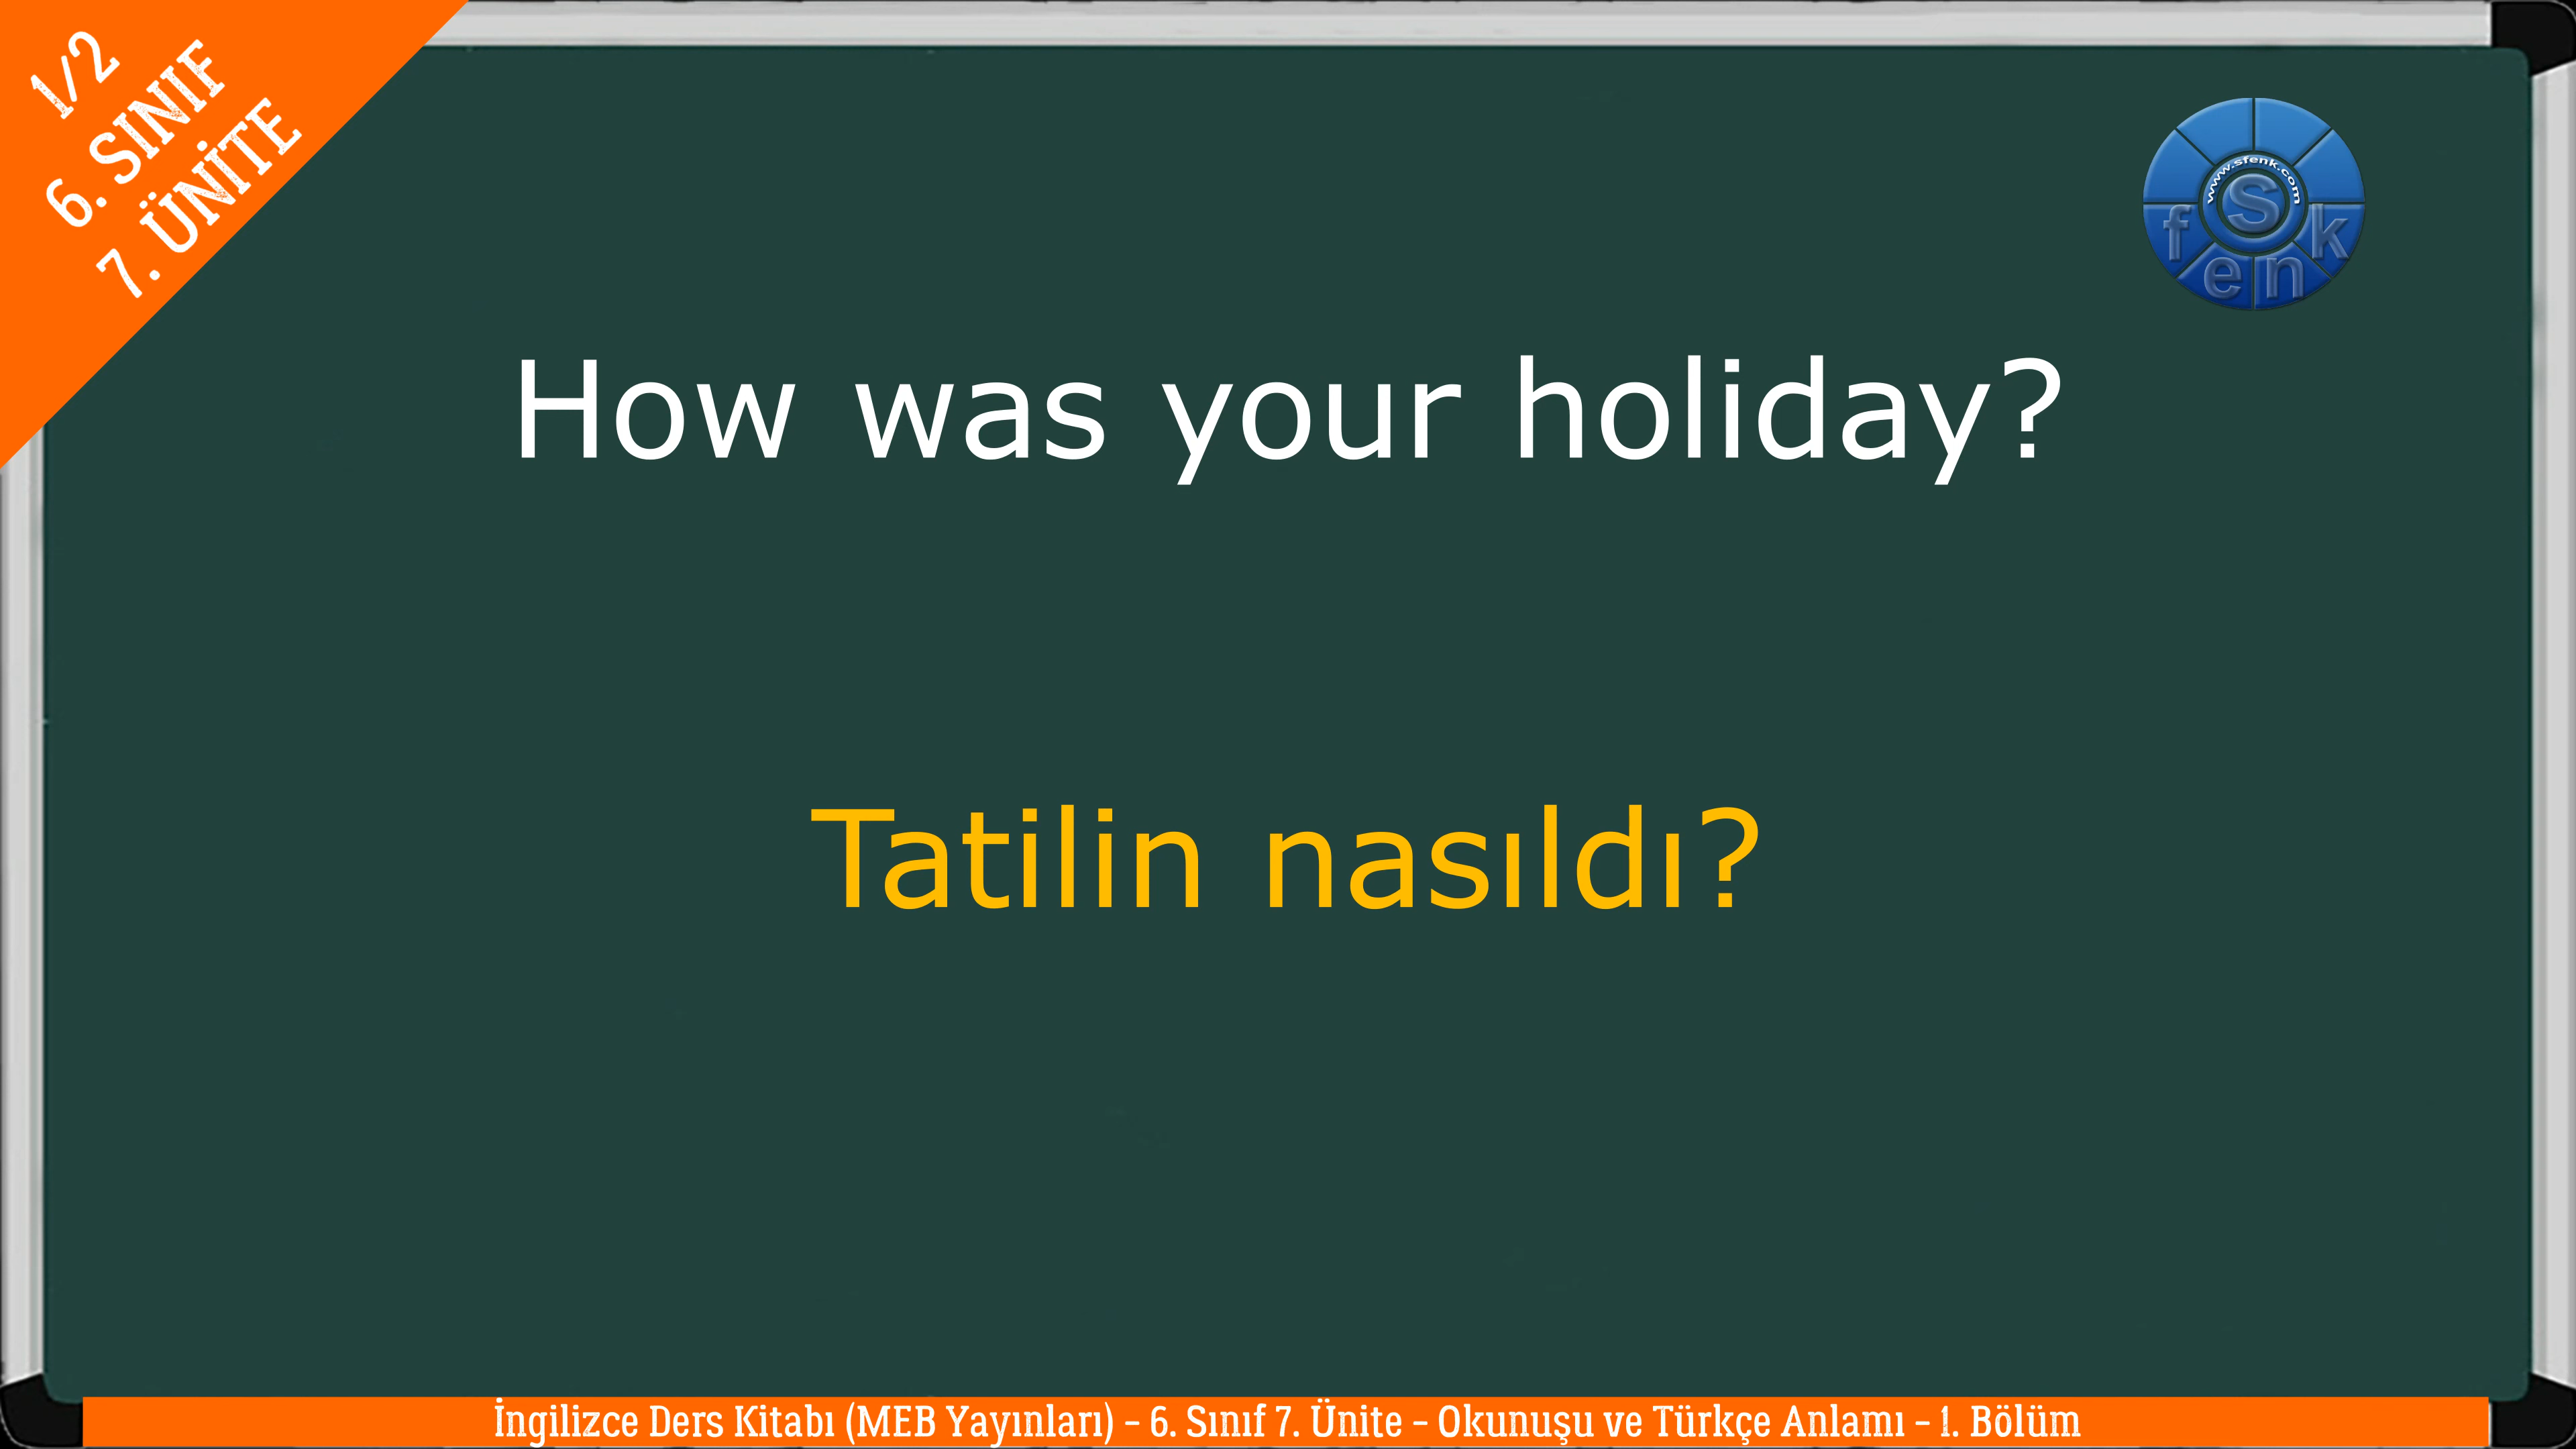 1/2
6. SINIF
7. ÜNİTE
www.sfenk.com
S
f e n k
How was your holiday?
Tatilin nasıldı?
İngilizce Ders Kitabı (MEB Yayınları) – 6. Sınıf 7. Ünite – Okunuşu ve Türkçe Anlamı – 1. Bölüm